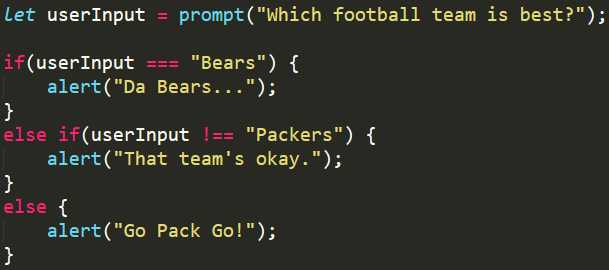 let userInput = prompt("Which football team is best?");
if(userInput === "Bears") {
alert("Da Bears...");
}
else if(userInput !== "Packers") {
alert("That team's okay.");
}
else {
alert("Go Pack Go!");
}